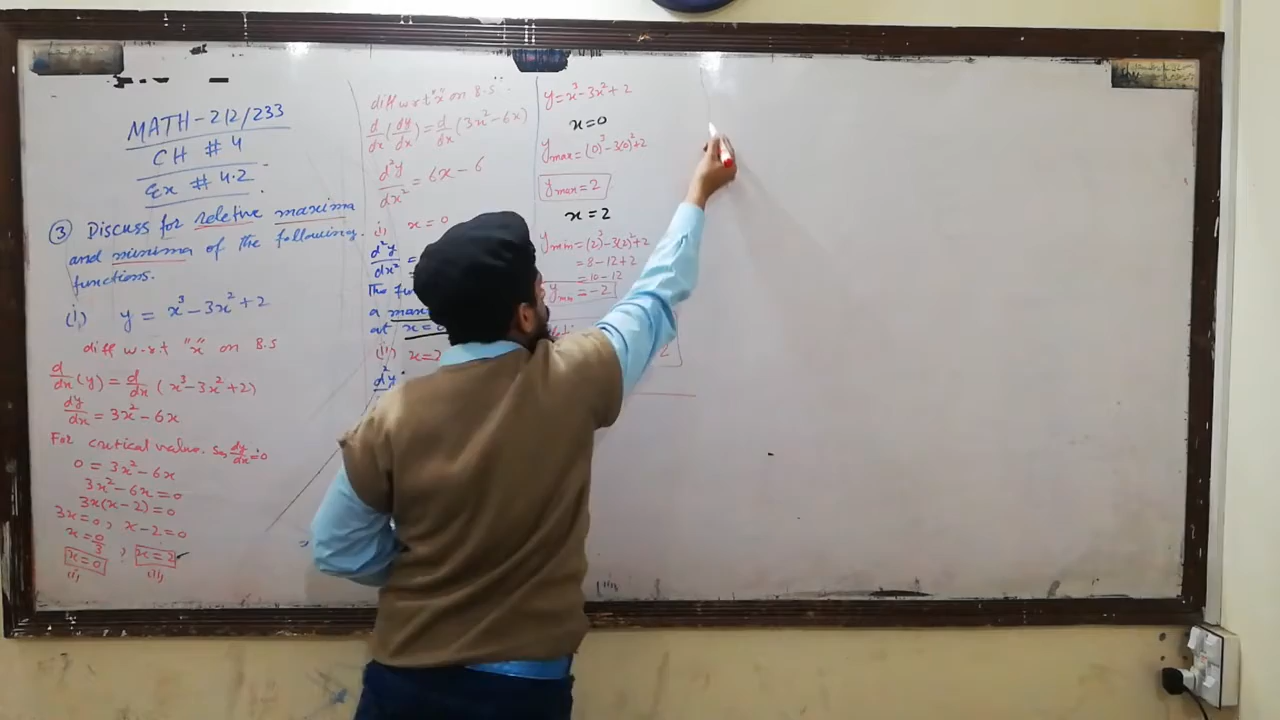 MATH-212/233
CH # 4
Ex # 4.2
③ Discuss for reletive maxima
and minima of the following
functions.
(i) y = x³ - 3x² + 2
diff w.r.t "x" on B.S
d/dx (y) = d/dx (x³ - 3x² + 2)
dy/dx = 3x² - 6x
For critical value. dy/dx = 0
0 = 3x² - 6x
3x² - 6x = 0
3x(x - 2) = 0
3x = 0, x - 2 = 0
x = 0/3
x = 0 , x = 2
(i) (ii)
diff w.r.t "x" on B.S
d/dx (dy/dx) = d/dx (3x² - 6x)
d²y/dx² = 6x - 6
i, x = 0
d²y/dx² =
The
a
at x =
(ii) x = 2
y = x³ - 3x² + 2
x = 0
y max = (0)³ - 3(0)² + 2
y max = 2
x = 2
y min = (2)³ - 3(2)² + 2
= 8 - 12 + 2
= 10 - 12
y min = -2
2